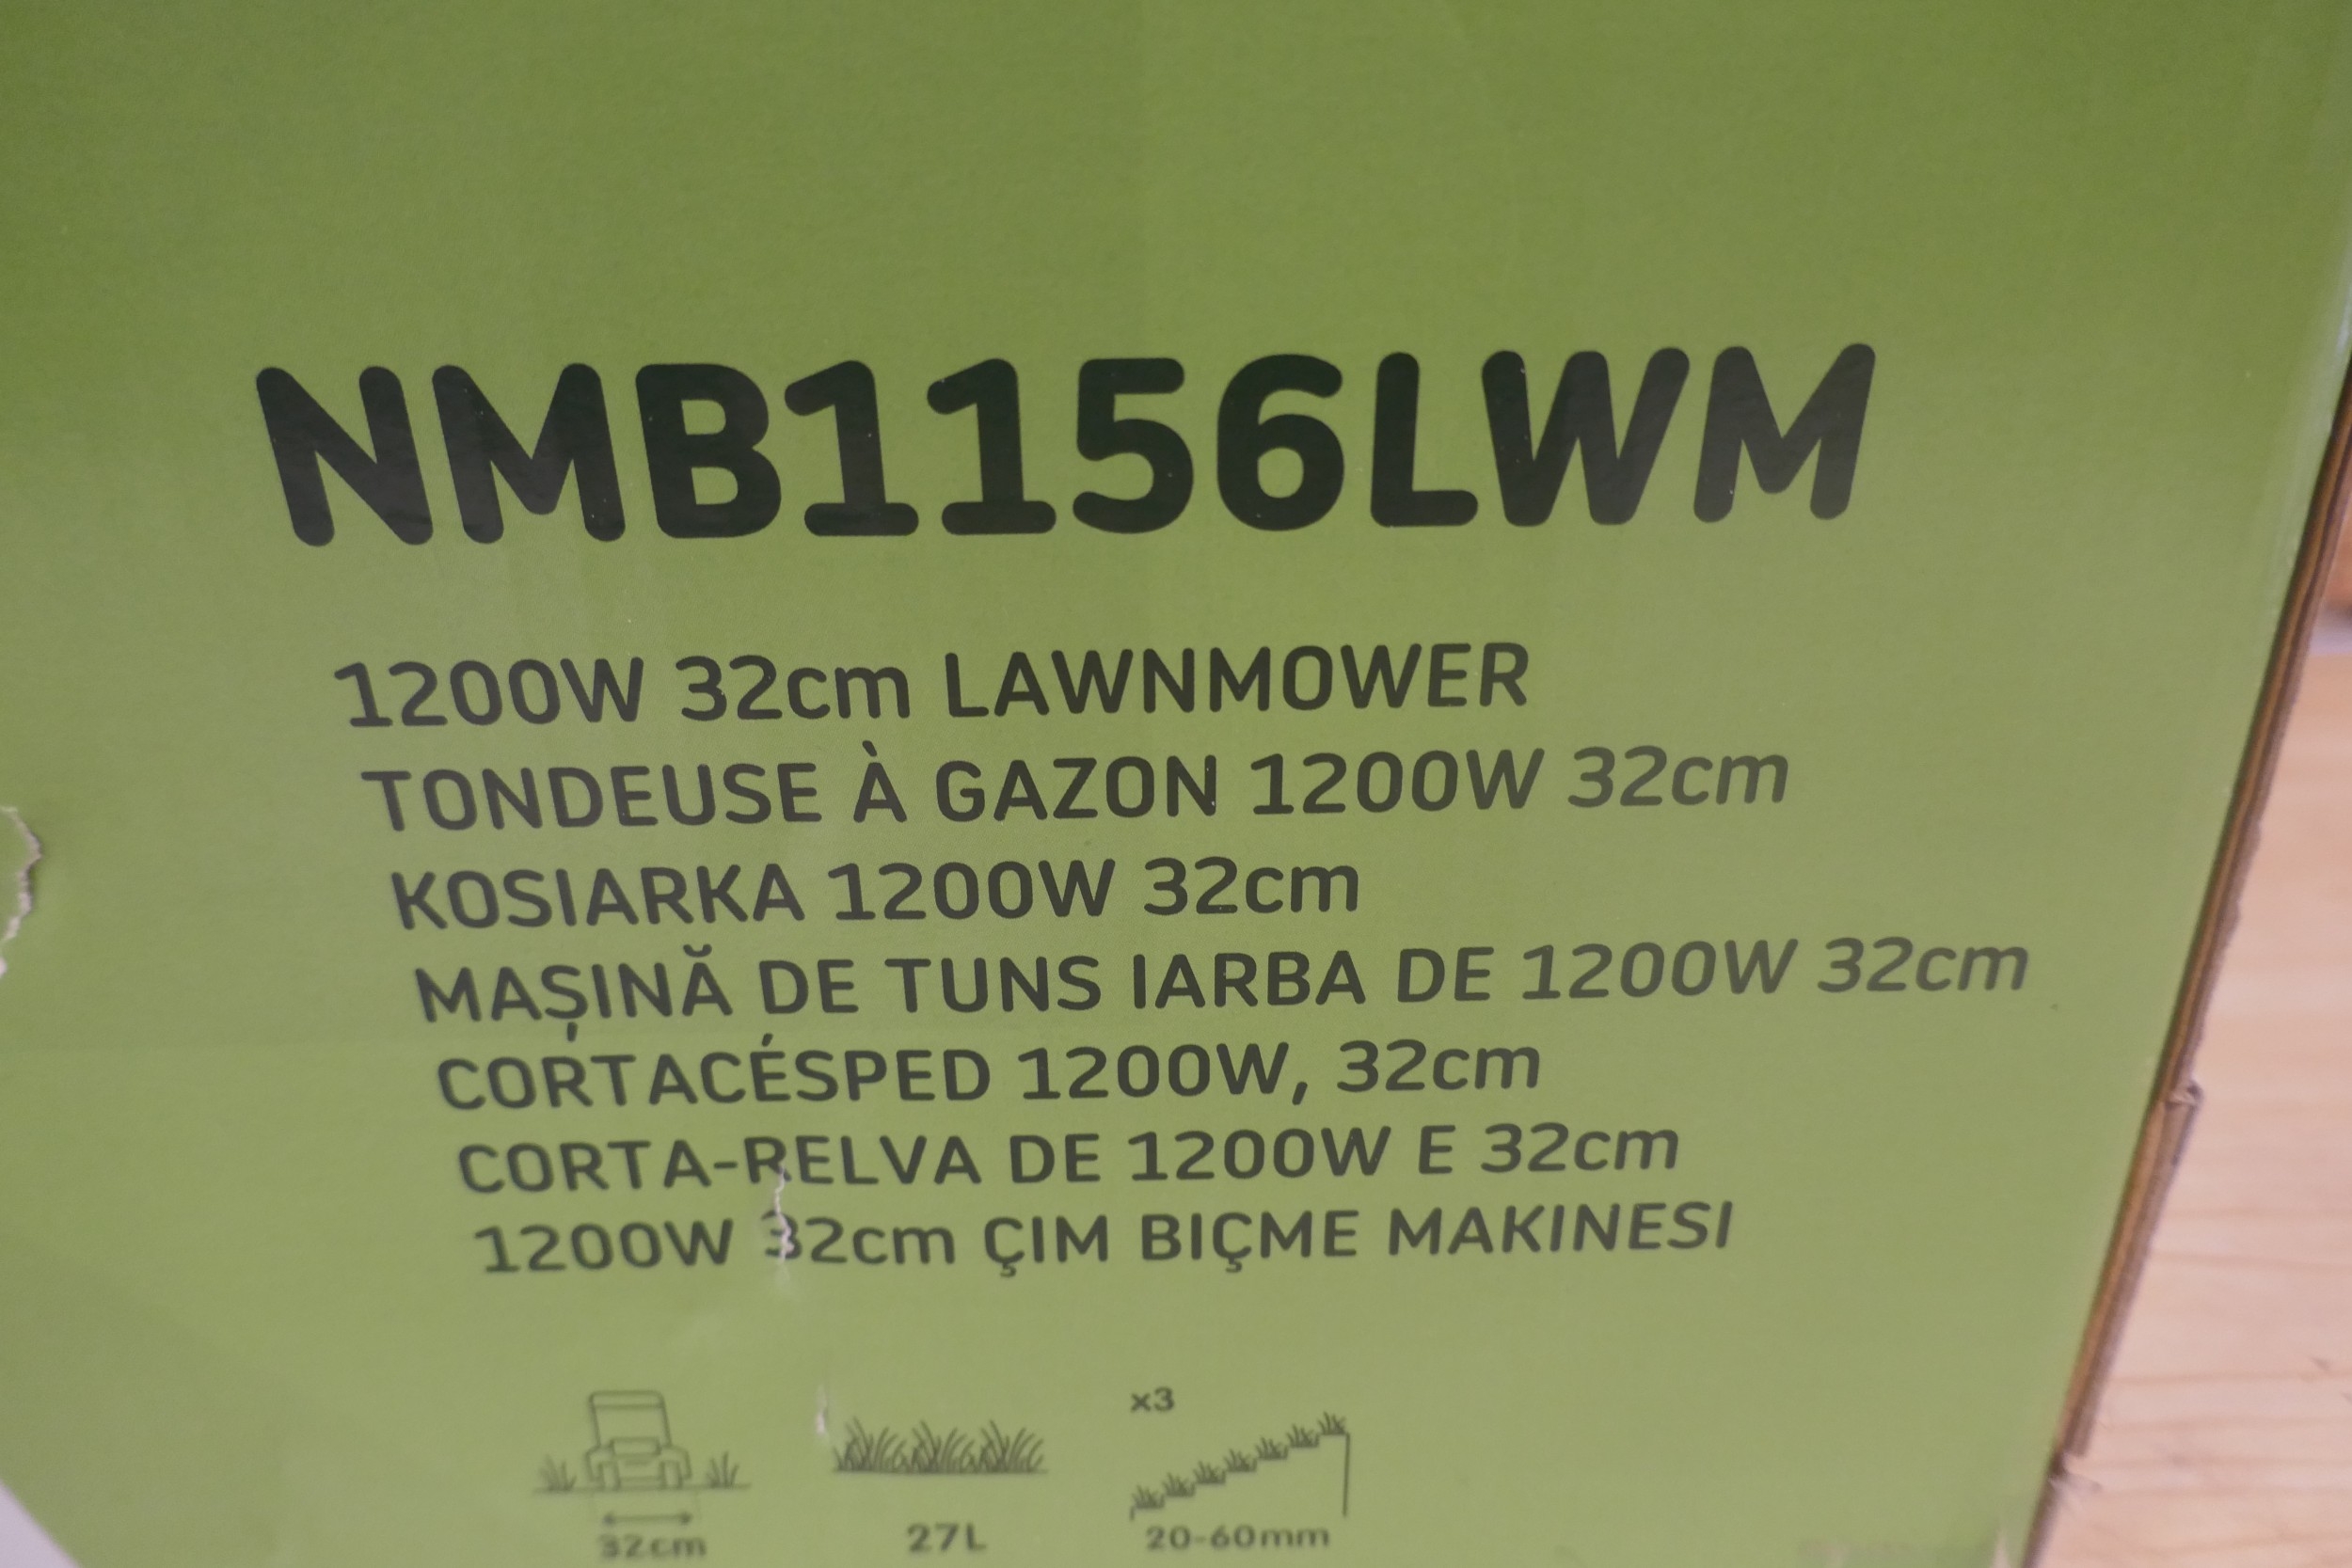 NMB1156LWM
1200W 32cm LAWNMOWER
TONDEUSE À GAZON 1200W 32cm
KOSIARKA 1200W 32cm
MAȘINĂ DE TUNS IARBA DE 1200W 32cm
CORTACÉSPED 1200W, 32cm
CORTA-RELVA DE 1200W E 32cm
1200W 32cm ÇIM BIÇME MAKINESI
x3
32cm 27L 20-60mm